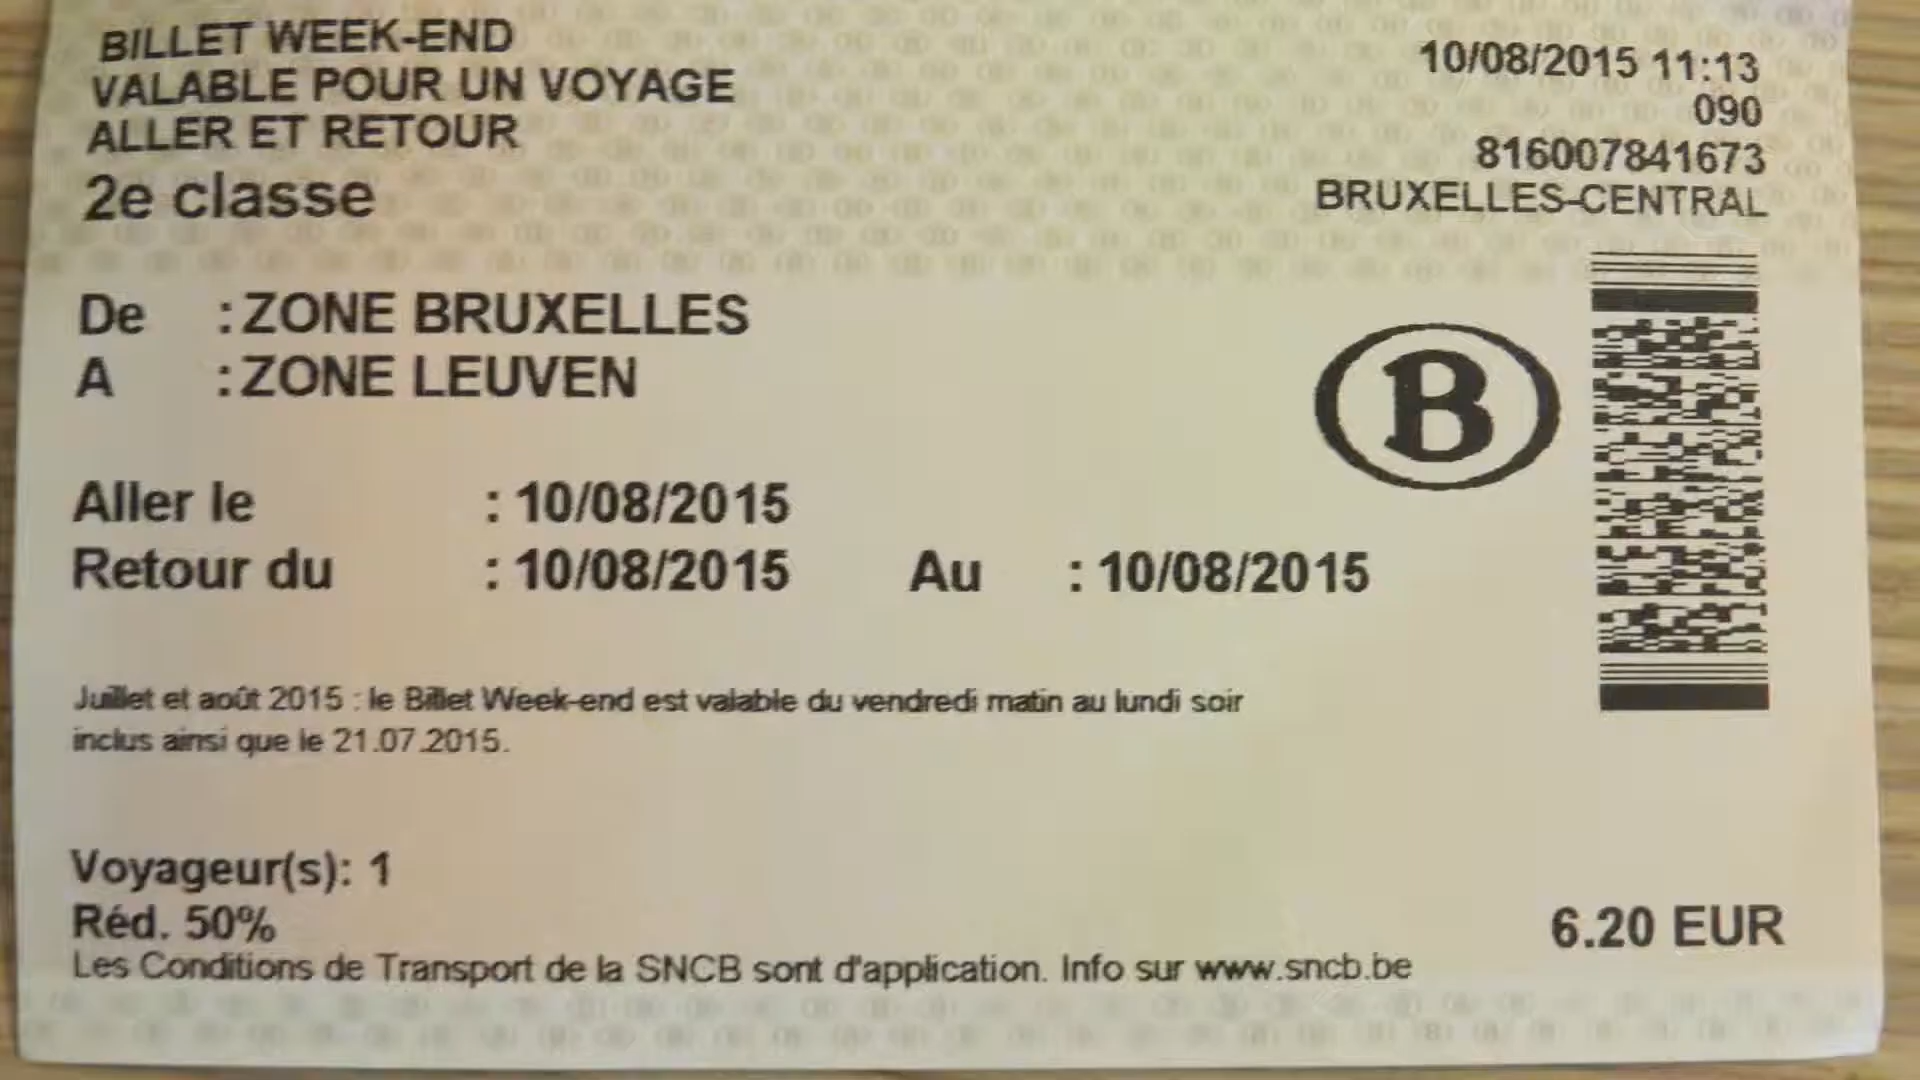 BILLET WEEK-END
VALABLE POUR UN VOYAGE
ALLER ET RETOUR
2e classe
10/08/2015 11:13
090
816007841673
BRUXELLES-CENTRAL
De : ZONE BRUXELLES
A : ZONE LEUVEN
B
Aller le : 10/08/2015
Retour du : 10/08/2015 Au : 10/08/2015
Juillet et août 2015 : le Billet Week-end est valable du vendredi matin au lundi soir
inclus ainsi que le 21.07.2015.
Voyageur(s): 1
Réd. 50%
6.20 EUR
Les Conditions de Transport de la SNCB sont d'application. Info sur www.sncb.be